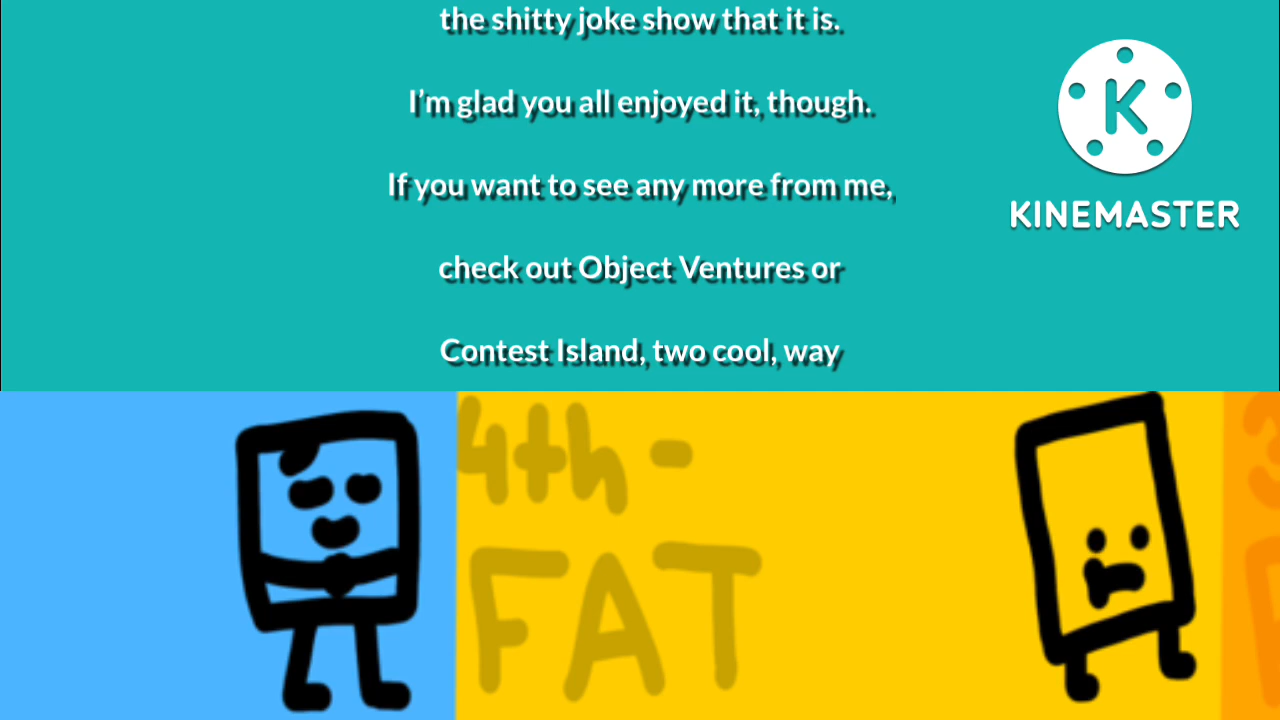 the shitty joke show that it is.
I'm glad you all enjoyed it, though.
If you want to see any more from me,
check out Object Ventures or
Contest Island, two cool, way
K
KINEMASTER
4th -
FAT